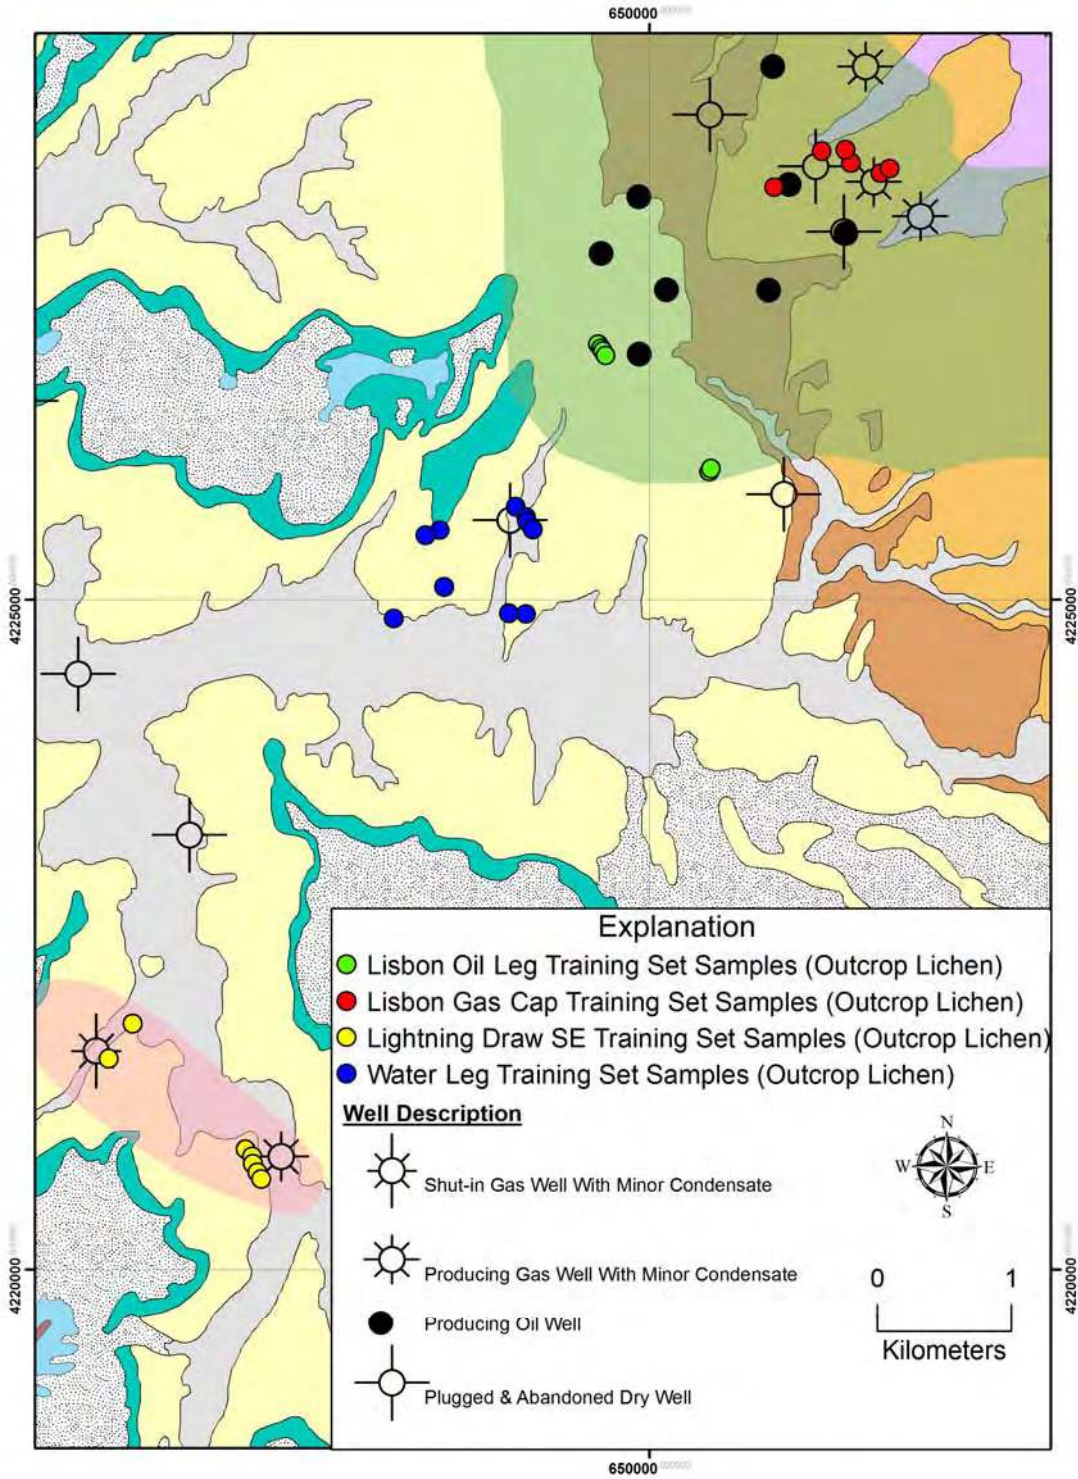 650000
4225000
4225000
Explanation
Lisbon Oil Leg Training Set Samples (Outcrop Lichen)
Lisbon Gas Cap Training Set Samples (Outcrop Lichen)
Lightning Draw SE Training Set Samples (Outcrop Lichen)
Water Leg Training Set Samples (Outcrop Lichen)
Well Description
Shut-in Gas Well With Minor Condensate
Producing Gas Well With Minor Condensate
Producing Oil Well
Plugged & Abandoned Dry Well
N
W E
S
0 1
Kilometers
4220000
4220000
650000